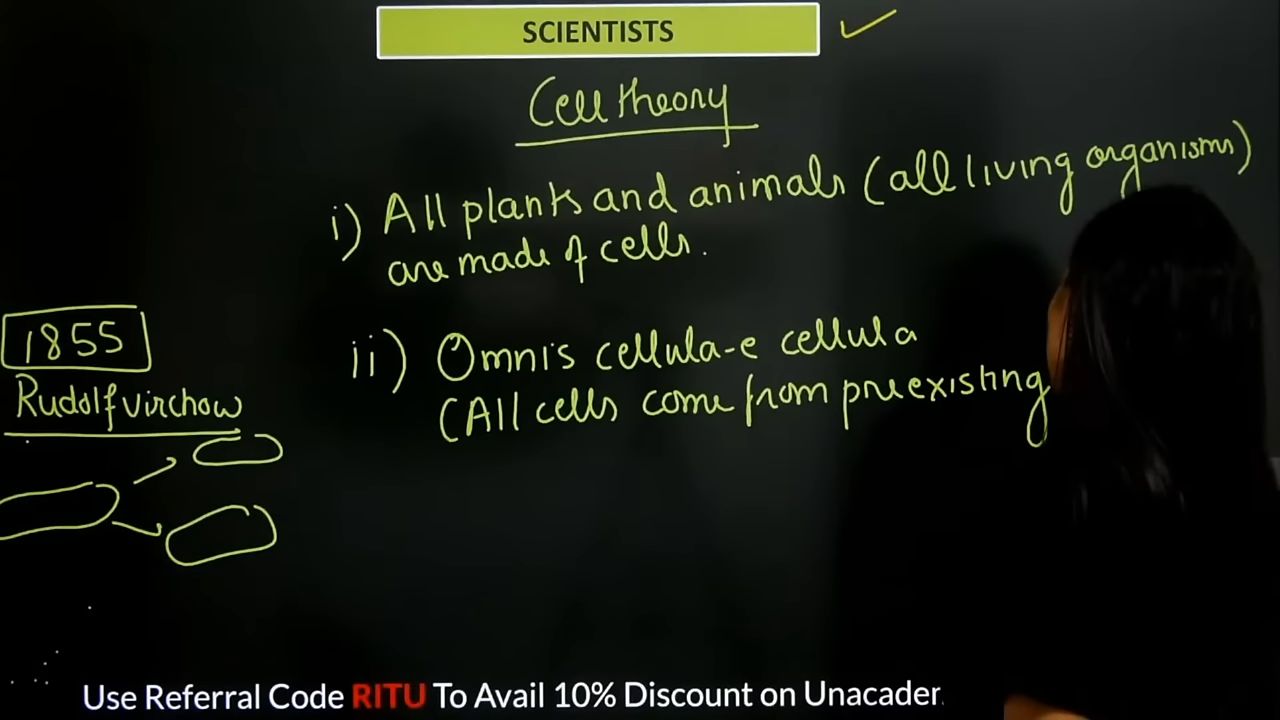 SCIENTISTS
Cell theory
i) All plants and animals (all living organisms)
are made of cells.
1855
Rudolf virchow
ii) Omnis cellula-e cellula
(All cells come from preexisting
Use Referral Code RITU To Avail 10% Discount on Unacader